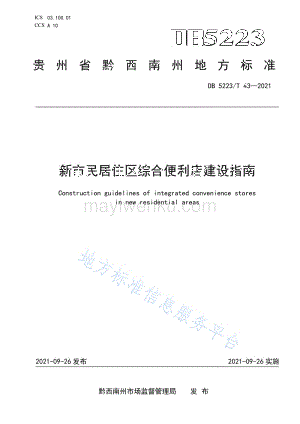 ICS 03.100.01
CCS A 10
DB5223
贵州省黔西南州地方标准
DB 5223/T 43—2021
新市民居住区综合便利店建设指南
Construction guidelines of integrated convenience stores
in new residential areas
mayiwenku.com
地方标准信息服务平台
2021-09-26 发布
2021-09-26 实施
黔西南州市场监督管理局 发 布